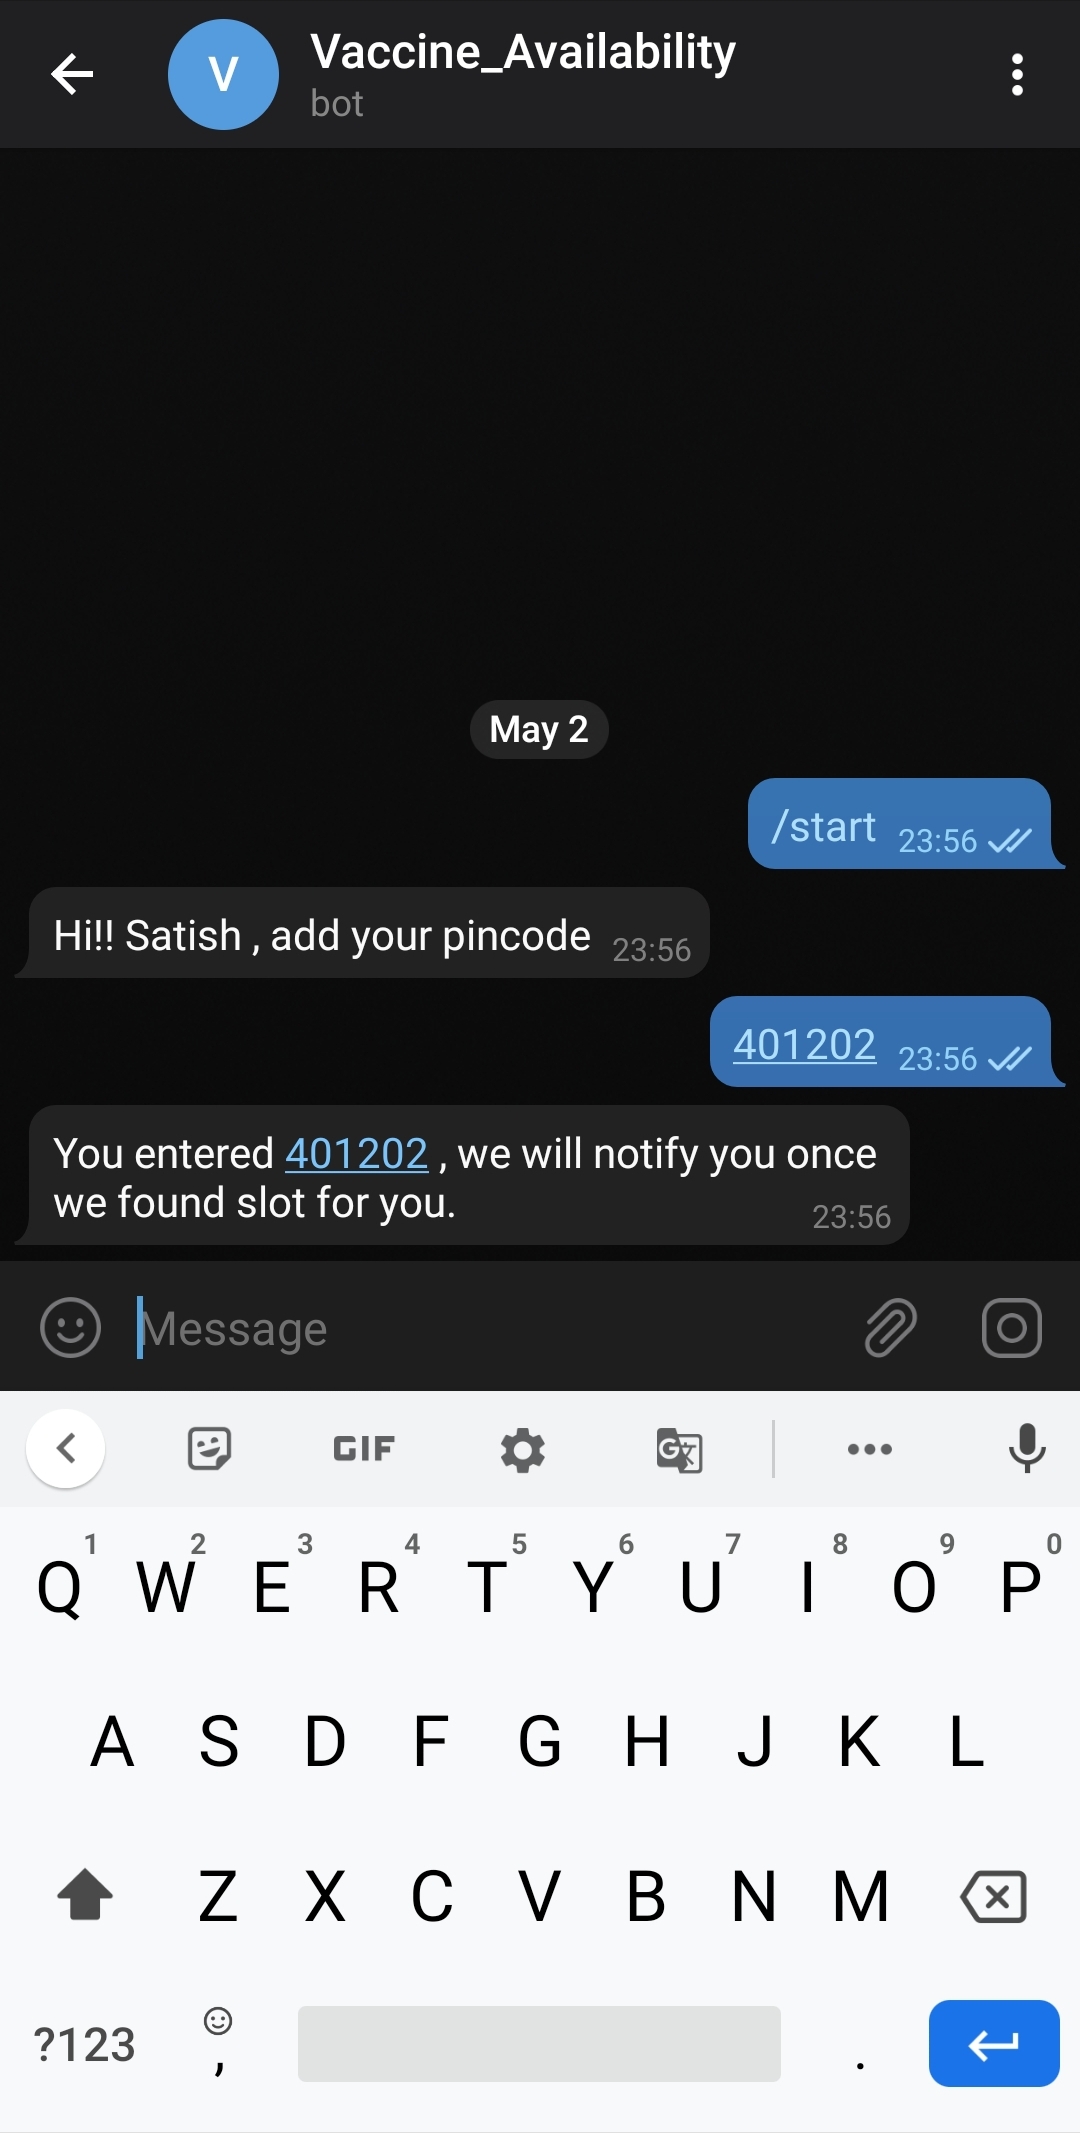 V
Vaccine_Availability
bot
May 2
/start 23:56
Hi!! Satish , add your pincode 23:56
401202 23:56
You entered 401202 , we will notify you once
we found slot for you. 23:56
Message
GIF
G文
1 2 3 4 5 6 7 8 9 0
Q W E R T Y U I O P
A S D F G H J K L
Z X C V B N M
?123 , .